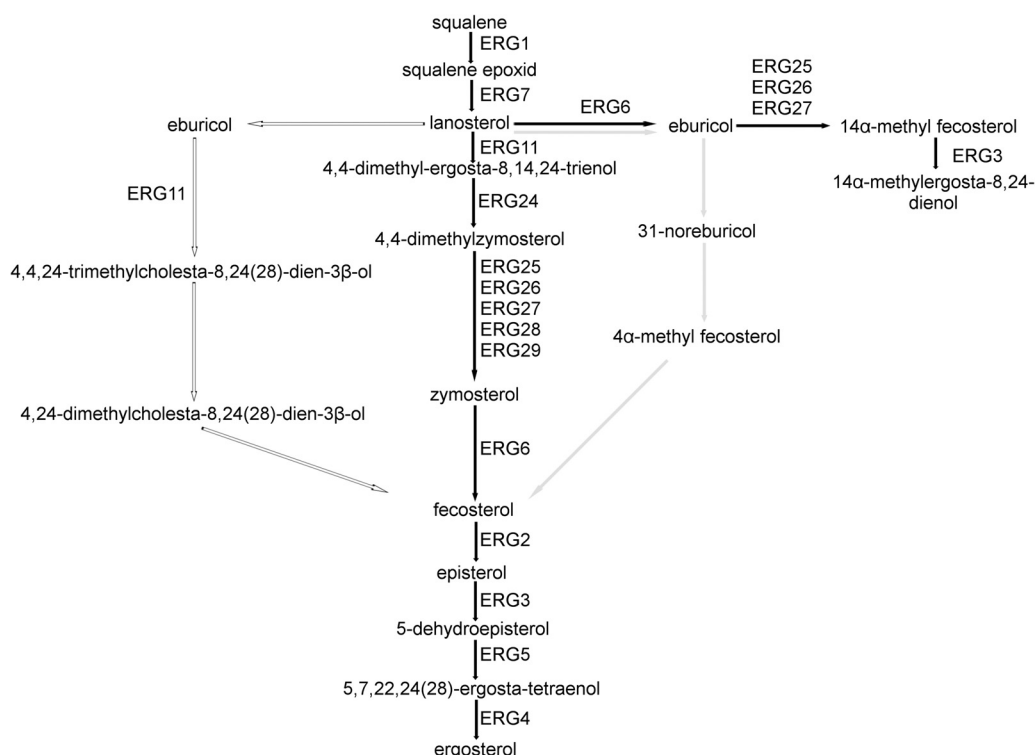 squalene
ERG1
squalene epoxid
ERG7
ERG25
ERG26
ERG27
eburicol
lanosterol
ERG6
eburicol
14α-methyl fecosterol
ERG11
4,4-dimethyl-ergosta-8,14,24-trienol
ERG3
14α-methylergosta-8,24-
dienol
ERG11
ERG24
4,4-dimethylzymosterol
31-noreburicol
4,4,24-trimethylcholesta-8,24(28)-dien-3β-ol
ERG25
ERG26
ERG27
ERG28
ERG29
4α-methyl fecosterol
zymosterol
4,24-dimethylcholesta-8,24(28)-dien-3β-ol
ERG6
fecosterol
ERG2
episterol
ERG3
5-dehydroepisterol
ERG5
5,7,22,24(28)-ergosta-tetraenol
ERG4
ergosterol